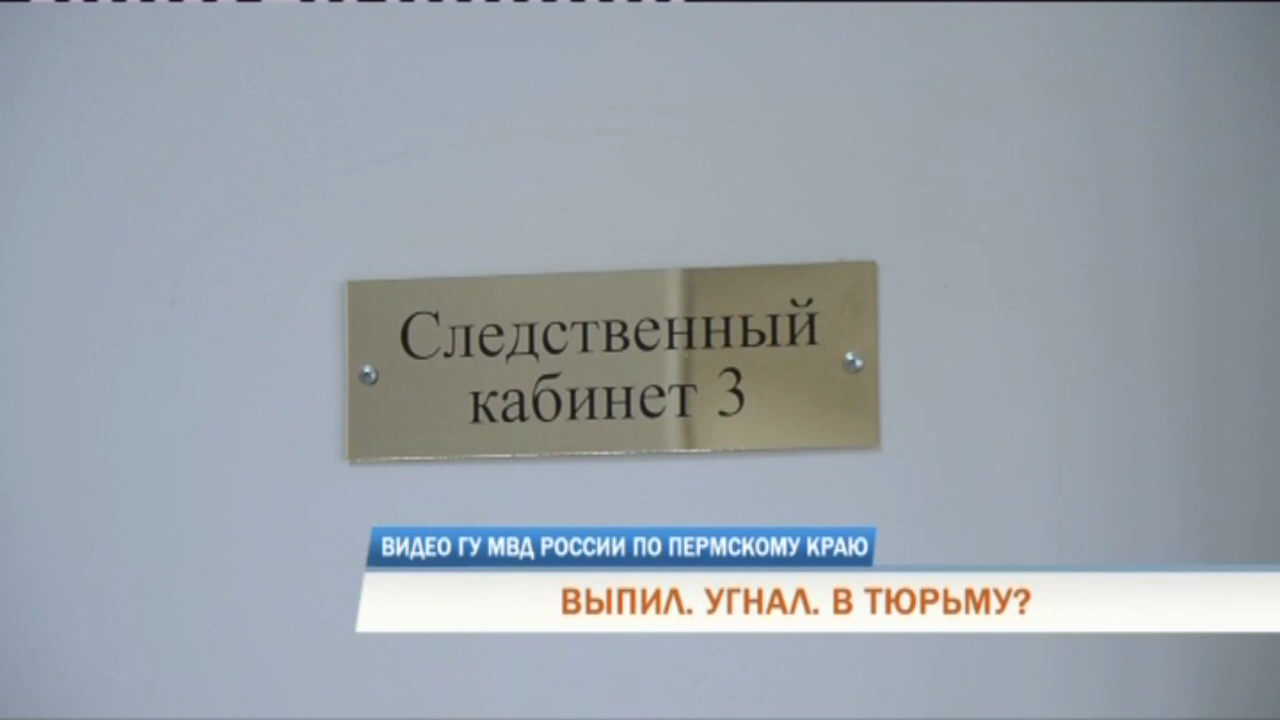 Следственный
кабинет 3
ВИДЕО ГУ МВД РОССИИ ПО ПЕРМСКОМУ КРАЮ
ВЫПИЛ. УГНАЛ. В ТЮРЬМУ?